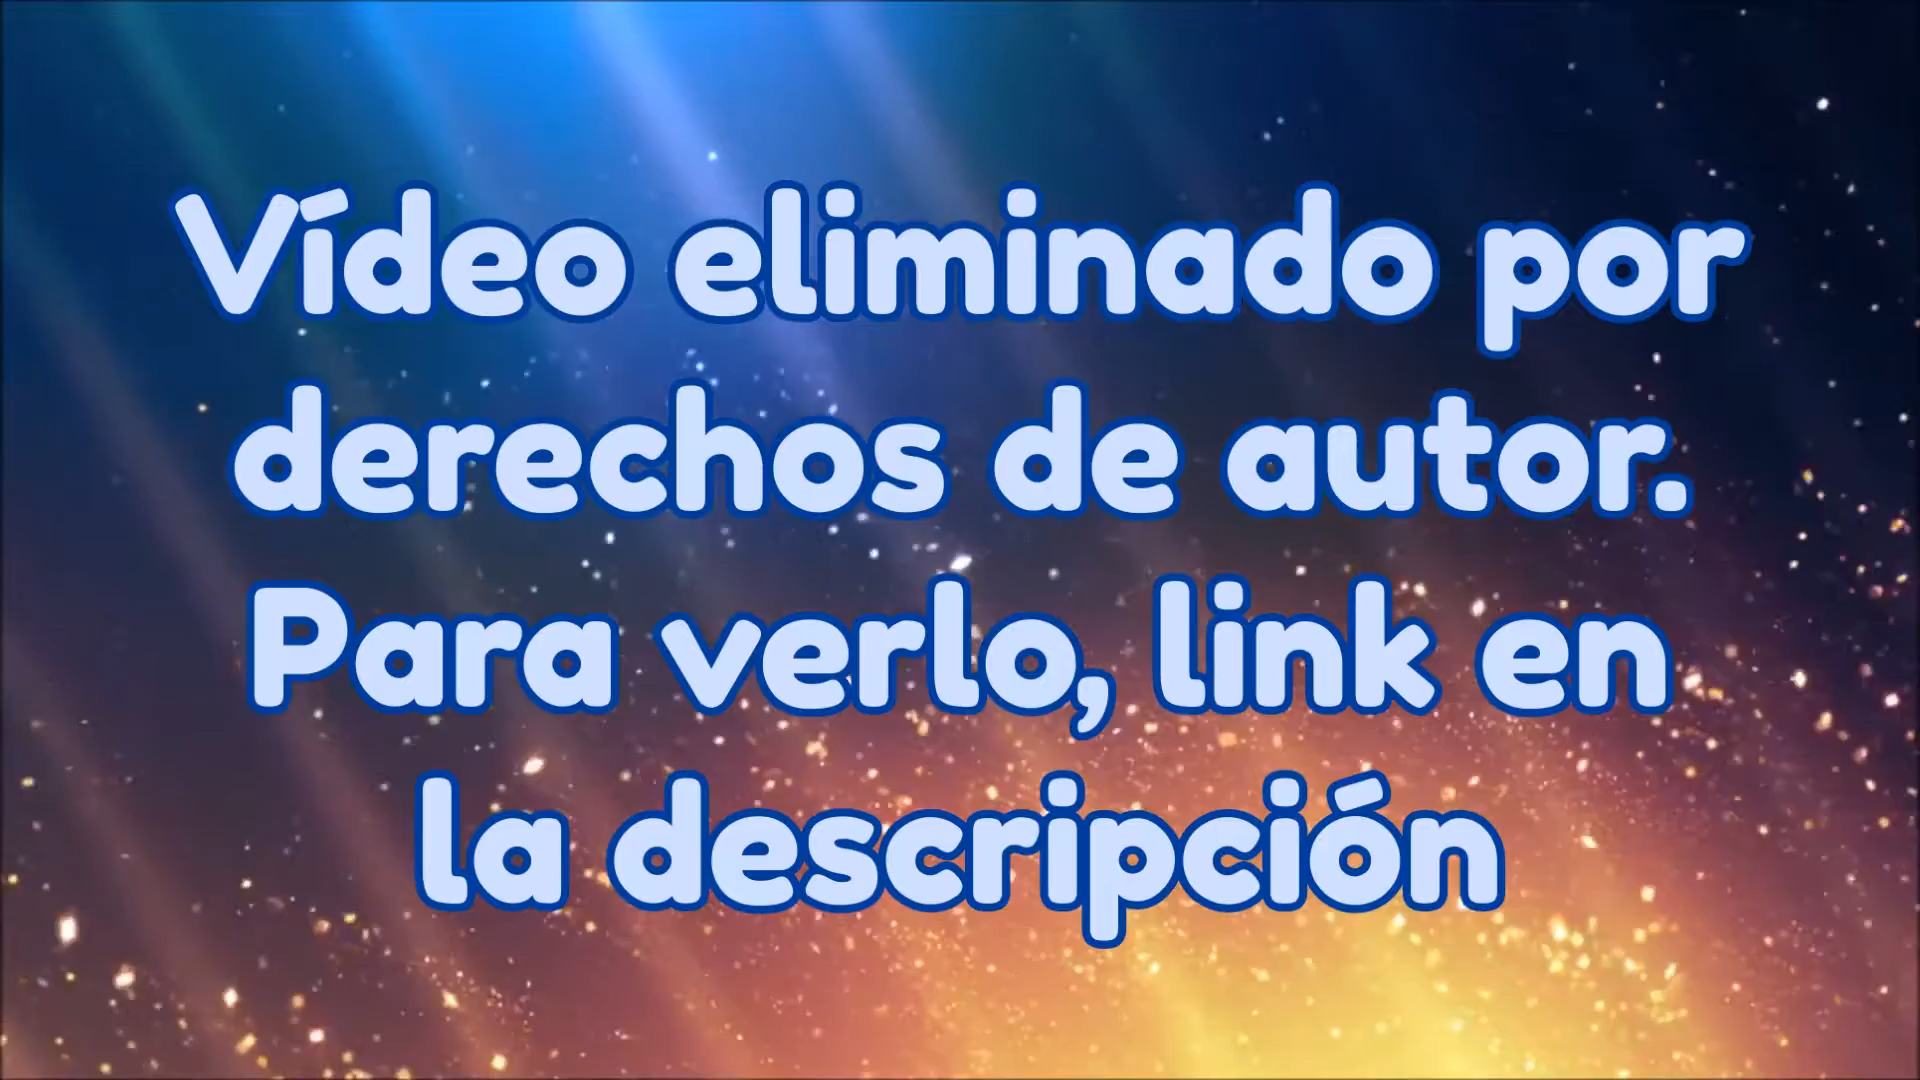 Vídeo eliminado por
derechos de autor.
Para verlo, link en
la descripción